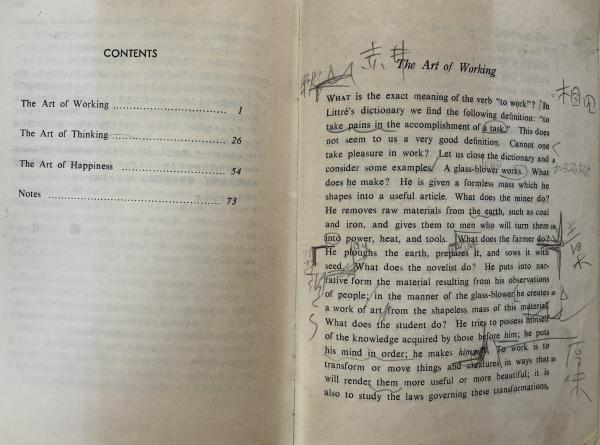 CONTENTS
The Art of Working 1
The Art of Thinking 26
The Art of Happiness 54
Notes 73
赤井
The Art of Working
WHAT is the exact meaning of the verb "to work"? In
Littré's dictionary we find the following definition: "to
take pains in the accomplishment of a task." This does
not seem to us a very good definition. Cannot one
take pleasure in work? Let us close the dictionary and
consider some examples. A glass-blower works. What
does he make? He is given a formless mass which he
shapes into a useful article. What does the miner do?
He removes raw materials from the earth, such as coal
and iron, and gives them to men who will turn them
into power, heat, and tools. What does the farmer do?
He ploughs the earth, prepares it, and sows it with
seed. What does the novelist do? He puts into nar-
rative form the material resulting from his observations
of people; in the manner of the glass-blower he creates
a work of art from the shapeless mass of this material.
What does the student do? He tries to possess himself
of the knowledge acquired by those before him; he puts
his mind in order; he makes himself. To work is to
transform or move things and creatures in ways that
will render them more useful or more beautiful; it is
also to study the laws governing these transformations,